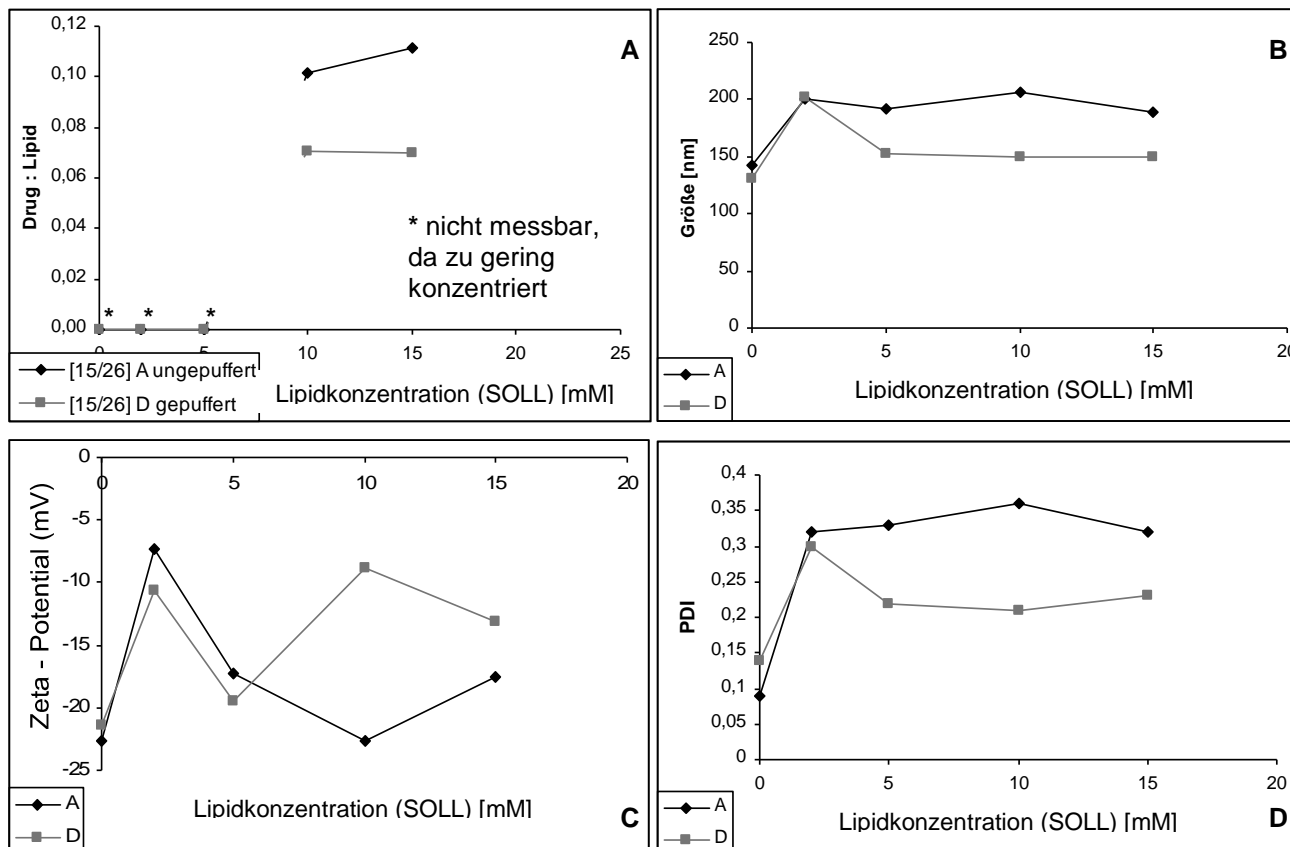 A
0,12
0,10
0,08
0,06
0,04
0,02
0,00
Drug : Lipid
* nicht messbar,
da zu gering
konzentriert
* * *
0 5 10 15 20 25
[15/26] A ungepuffert
[15/26] D gepuffert
Lipidkonzentration (SOLL) [mM]
B
250
200
150
100
50
0
Größe [nm]
0 5 10 15 20
A
D
Lipidkonzentration (SOLL) [mM]
0
-5
-10
-15
-20
-25
Zeta - Potential (mV)
0 5 10 15 20
A
D
Lipidkonzentration (SOLL) [mM]
C
0,4
0,35
0,3
0,25
0,2
0,15
0,1
0,05
0
PDI
0 5 10 15 20
A
D
Lipidkonzentration (SOLL) [mM]
D